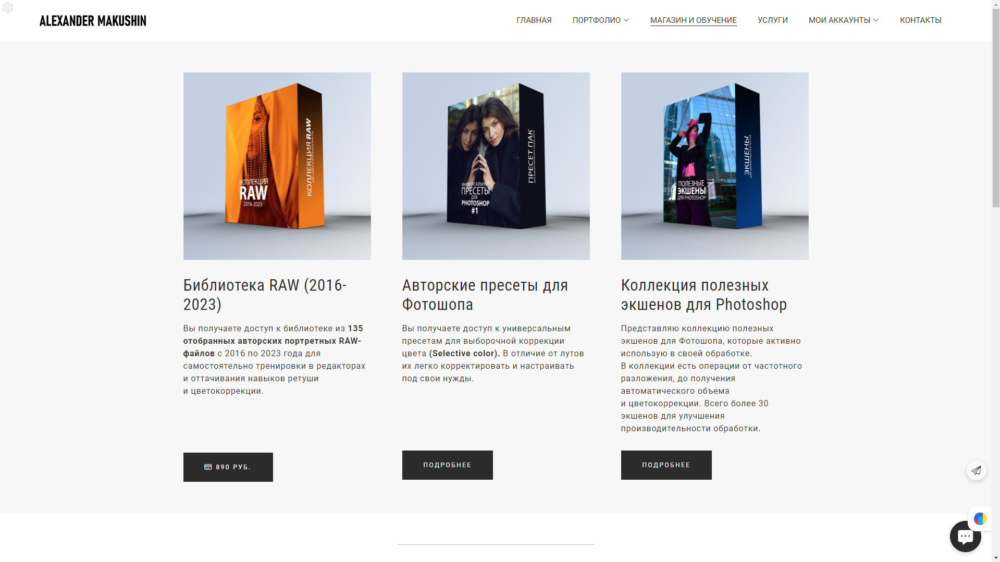 ALEXANDER MAKUSHIN
ГЛАВНАЯ
ПОРТФОЛИО
МАГАЗИН И ОБУЧЕНИЕ
УСЛУГИ
МОИ АККАУНТЫ
КОНТАКТЫ
КОЛЛЕКЦИЯ
RAW
2016-2023
КОЛЛЕКЦИЯ RAW
УНИВЕРСАЛЬНЫЕ
ПРЕСЕТЫ
ДЛЯ
PHOTOSHOP
#1
ПРЕСЕТ ПАК
ПОЛЕЗНЫЕ
ЭКШЕНЫ
ДЛЯ PHOTOSHOP
ЭКШЕНЫ
Библиотека RAW (2016-
2023)
Вы получаете доступ к библиотеке из 135
отобранных авторских портретных RAW-
файлов с 2016 по 2023 года для
самостоятельно тренировки в редакторах
и оттачивания навыков ретуши
и цветокоррекции.
890 РУБ.
Авторские пресеты для
Фотошопа
Вы получаете доступ к универсальным
пресетам для выборочной коррекции
цвета (Selective color). В отличие от лутов
их легко корректировать и настраивать
под свои нужды.
ПОДРОБНЕЕ
Коллекция полезных
экшенов для Photoshop
Представляю коллекцию полезных
экшенов для Фотошопа, которые активно
использую в своей обработке.
В коллекции есть операции от частотного
разложения, до получения
автоматического объема
и цветокоррекции. Всего более 30
экшенов для улучшения
производительности обработки.
ПОДРОБНЕЕ